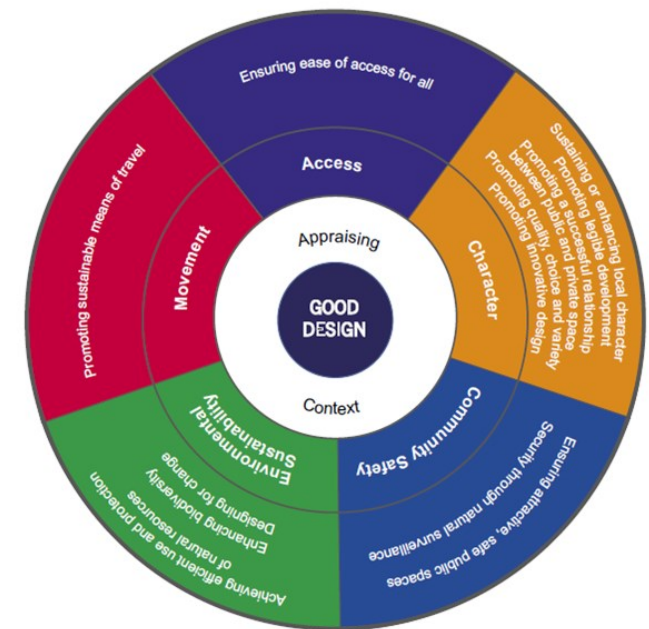 GOOD
DESIGN
Appraising
Context
Access
Ensuring ease of access for all
Character
Sustaining or enhancing local character
Promoting legible development
Promoting a successful relationship
between public and private space
Promoting quality, choice and variety
Promoting innovative design
Community Safety
Ensuring attractive, safe public spaces
Security through natural surveillance
Environmental
Sustainability
Achieving efficient use and protection
of natural resources
Enhancing biodiversity
Designing for change
Movement
Promoting sustainable means of travel